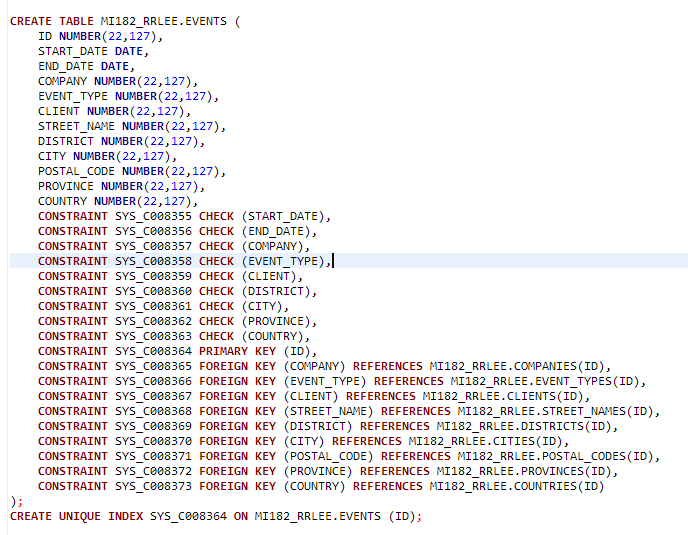 CREATE TABLE MI182_RRLEE.EVENTS (
    ID NUMBER(22,127),
    START_DATE DATE,
    END_DATE DATE,
    COMPANY NUMBER(22,127),
    EVENT_TYPE NUMBER(22,127),
    CLIENT NUMBER(22,127),
    STREET_NAME NUMBER(22,127),
    DISTRICT NUMBER(22,127),
    CITY NUMBER(22,127),
    POSTAL_CODE NUMBER(22,127),
    PROVINCE NUMBER(22,127),
    COUNTRY NUMBER(22,127),
    CONSTRAINT SYS_C008355 CHECK (START_DATE),
    CONSTRAINT SYS_C008356 CHECK (END_DATE),
    CONSTRAINT SYS_C008357 CHECK (COMPANY),
    CONSTRAINT SYS_C008358 CHECK (EVENT_TYPE),
    CONSTRAINT SYS_C008359 CHECK (CLIENT),
    CONSTRAINT SYS_C008360 CHECK (DISTRICT),
    CONSTRAINT SYS_C008361 CHECK (CITY),
    CONSTRAINT SYS_C008362 CHECK (PROVINCE),
    CONSTRAINT SYS_C008363 CHECK (COUNTRY),
    CONSTRAINT SYS_C008364 PRIMARY KEY (ID),
    CONSTRAINT SYS_C008365 FOREIGN KEY (COMPANY) REFERENCES MI182_RRLEE.COMPANIES(ID),
    CONSTRAINT SYS_C008366 FOREIGN KEY (EVENT_TYPE) REFERENCES MI182_RRLEE.EVENT_TYPES(ID),
    CONSTRAINT SYS_C008367 FOREIGN KEY (CLIENT) REFERENCES MI182_RRLEE.CLIENTS(ID),
    CONSTRAINT SYS_C008368 FOREIGN KEY (STREET_NAME) REFERENCES MI182_RRLEE.STREET_NAMES(ID),
    CONSTRAINT SYS_C008369 FOREIGN KEY (DISTRICT) REFERENCES MI182_RRLEE.DISTRICTS(ID),
    CONSTRAINT SYS_C008370 FOREIGN KEY (CITY) REFERENCES MI182_RRLEE.CITIES(ID),
    CONSTRAINT SYS_C008371 FOREIGN KEY (POSTAL_CODE) REFERENCES MI182_RRLEE.POSTAL_CODES(ID),
    CONSTRAINT SYS_C008372 FOREIGN KEY (PROVINCE) REFERENCES MI182_RRLEE.PROVINCES(ID),
    CONSTRAINT SYS_C008373 FOREIGN KEY (COUNTRY) REFERENCES MI182_RRLEE.COUNTRIES(ID)
);
CREATE UNIQUE INDEX SYS_C008364 ON MI182_RRLEE.EVENTS (ID);